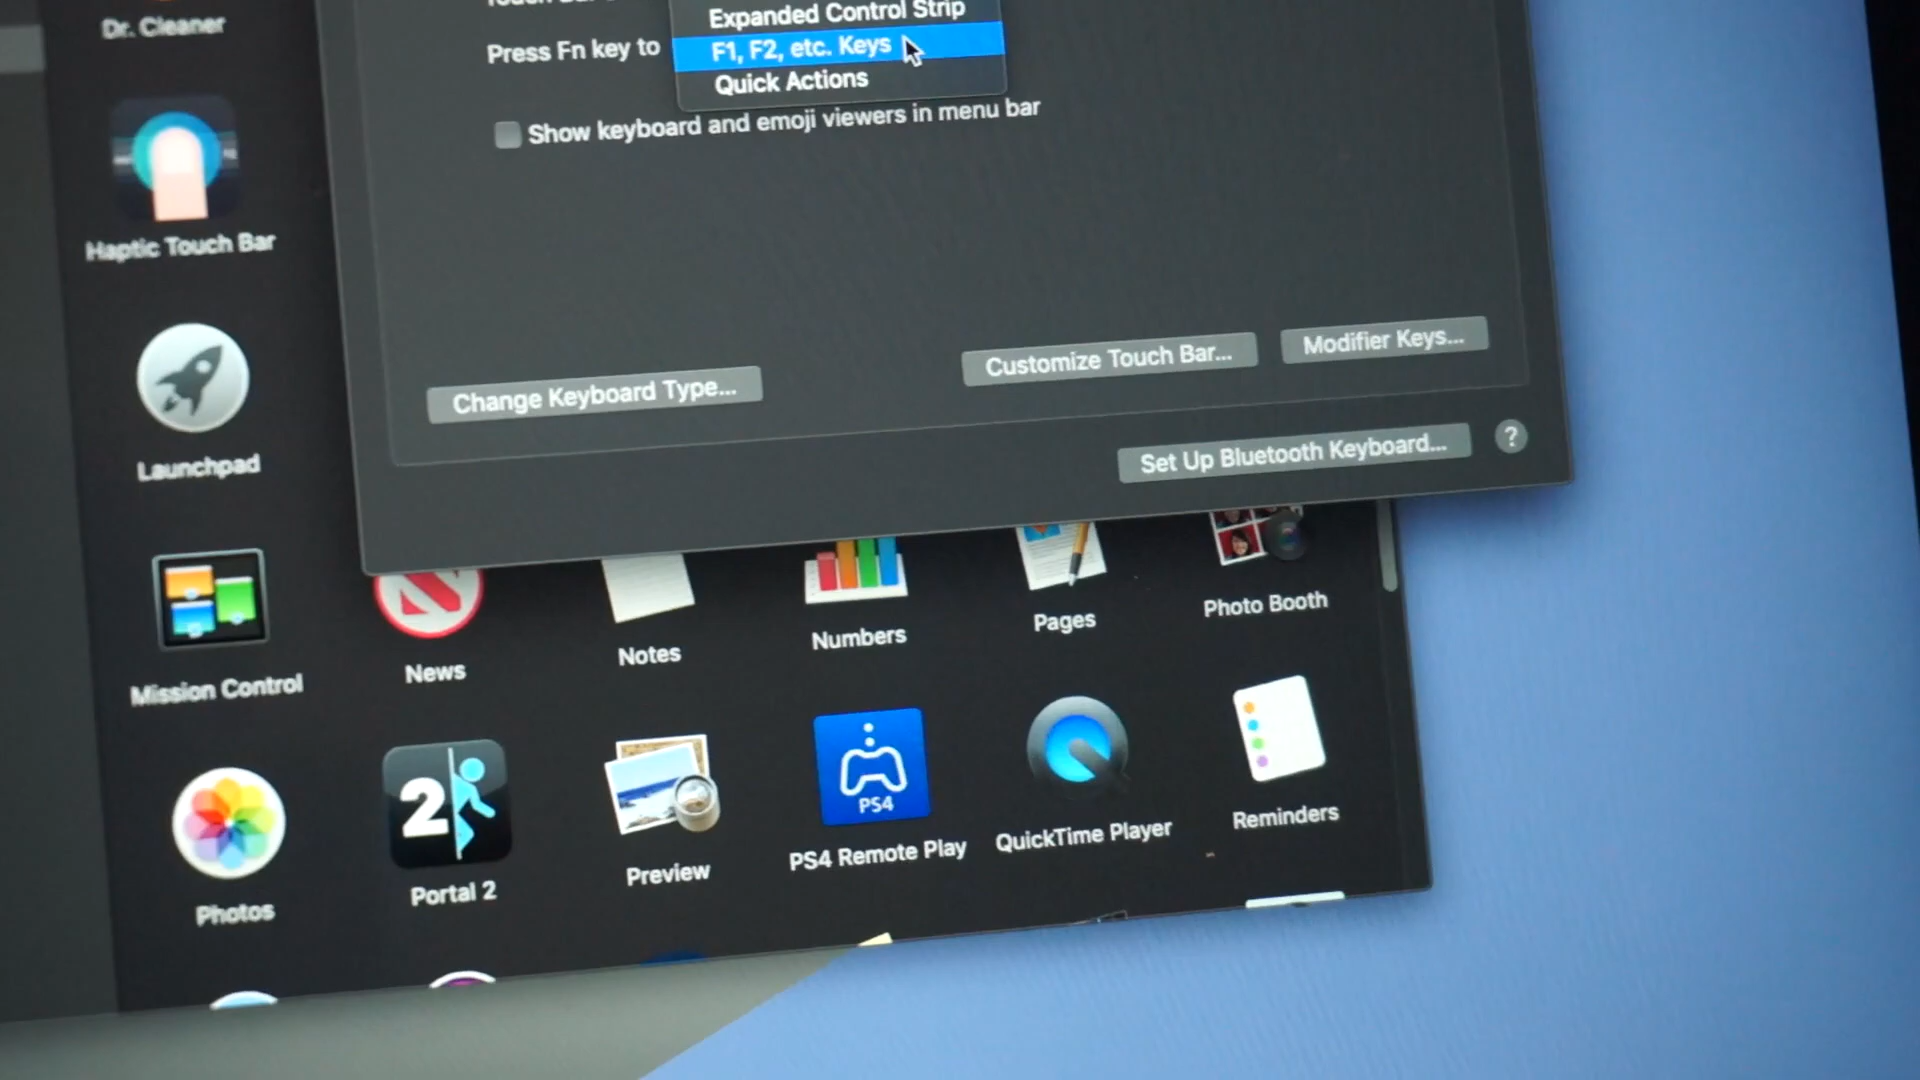 Dr. Cleaner
Expanded Control Strip
Press Fn key to
F1, F2, etc. Keys
Quick Actions
Show keyboard and emoji viewers in menu bar
Haptic Touch Bar
Customize Touch Bar...
Modifier Keys...
Change Keyboard Type...
Set Up Bluetooth Keyboard...
?
Launchpad
Mission Control
News
Notes
Numbers
Pages
Photo Booth
2
PS4
Photos
Portal 2
Preview
PS4 Remote Play
QuickTime Player
Reminders